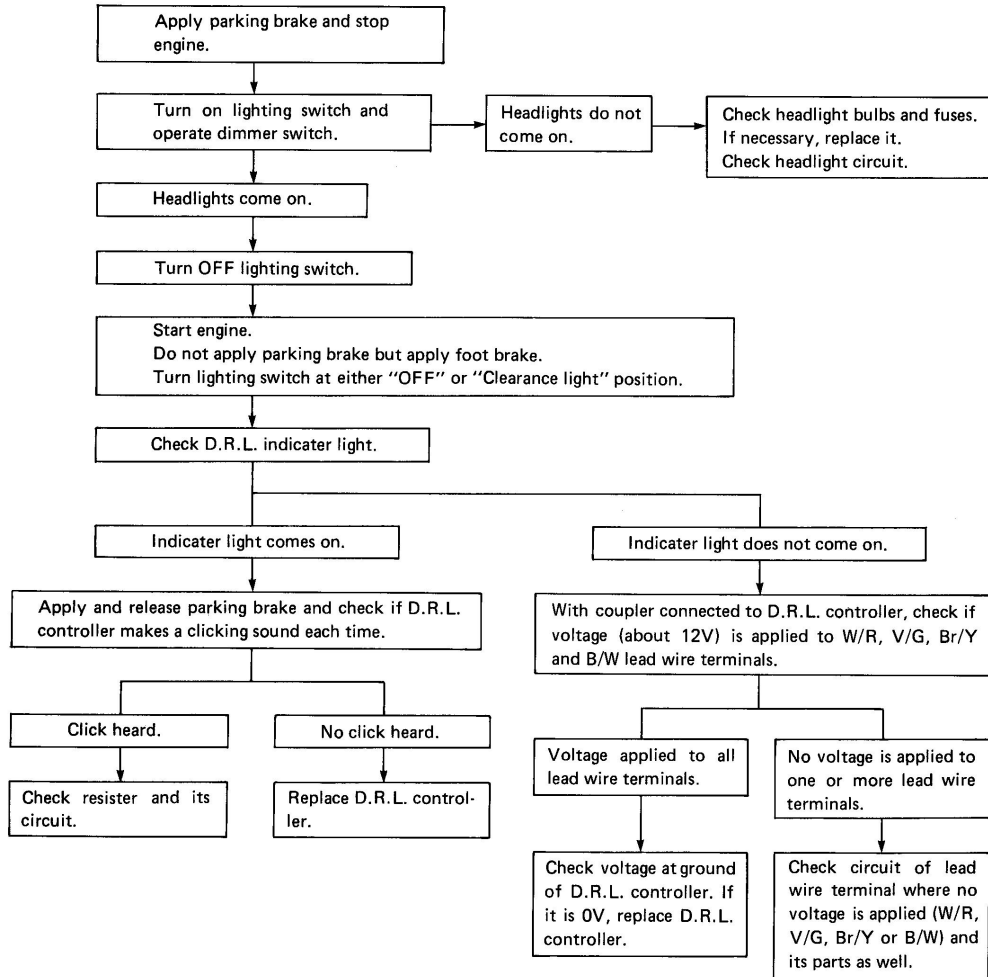 Apply parking brake and stop
engine.
Turn on lighting switch and
operate dimmer switch.
Headlights do not
come on.
Check headlight bulbs and fuses.
If necessary, replace it.
Check headlight circuit.
Headlights come on.
Turn OFF lighting switch.
Start engine.
Do not apply parking brake but apply foot brake.
Turn lighting switch at either “OFF” or “Clearance light” position.
Check D.R.L. indicater light.
Indicater light comes on.
Indicater light does not come on.
Apply and release parking brake and check if D.R.L.
controller makes a clicking sound each time.
With coupler connected to D.R.L. controller, check if
voltage (about 12V) is applied to W/R, V/G, Br/Y
and B/W lead wire terminals.
Click heard.
No click heard.
Voltage applied to all
lead wire terminals.
No voltage is applied to
one or more lead wire
terminals.
Check resister and its
circuit.
Replace D.R.L. control-
ler.
Check voltage at ground
of D.R.L. controller. If
it is 0V, replace D.R.L.
controller.
Check circuit of lead
wire terminal where no
voltage is applied (W/R,
V/G, Br/Y or B/W) and
its parts as well.